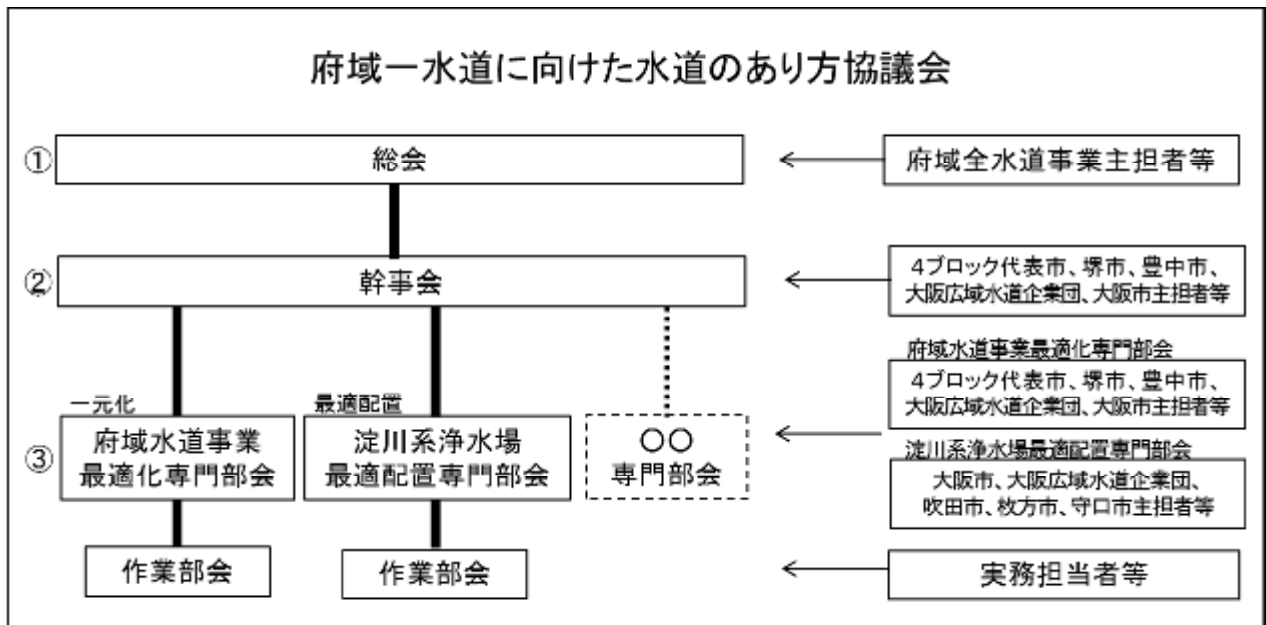 府域一水道に向けた水道のあり方協議会
①
総会
府域全水道事業主担者等
②
幹事会
4ブロック代表市、堺市、豊中市、
大阪広域水道企業団、大阪市主担者等
府域水道事業最適化専門部会
4ブロック代表市、堺市、豊中市、
大阪広域水道企業団、大阪市主担者等
一元化
最適配置
③
府域水道事業
最適化専門部会
淀川系浄水場
最適配置専門部会
〇〇
専門部会
淀川系浄水場最適配置専門部会
大阪市、大阪広域水道企業団、
吹田市、枚方市、守口市主担者等
作業部会
作業部会
実務担当者等